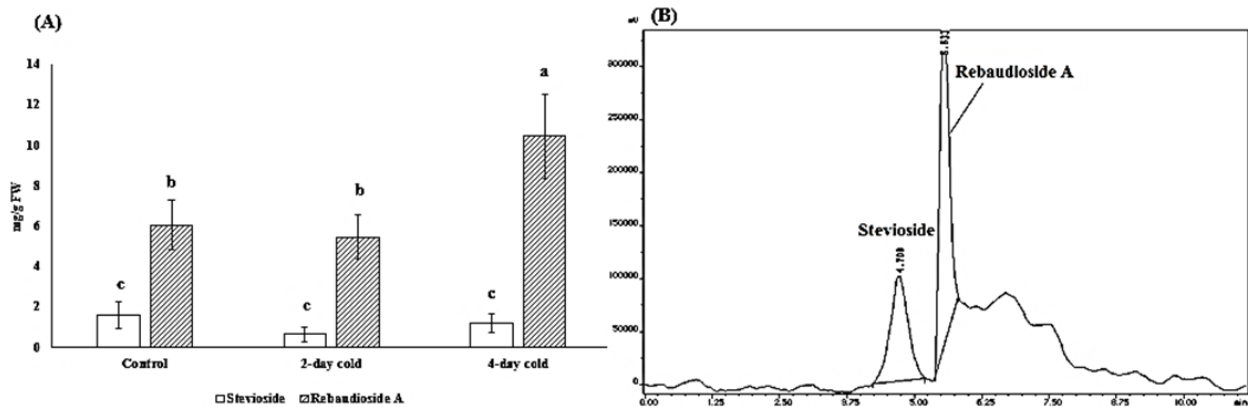 (A)
14
12
10
8
6
4
2
0
mg/g FW
c
b
c
b
c
a
Control
2-day cold
4-day cold
Stevioside
Rebaudioside A
(B)
300000
250000
200000
150000
100000
50000
0
Stevioside
4.709
Rebaudioside A
0.00
1.25
2.50
3.75
5.00
6.25
7.50
8.75
10.00
min